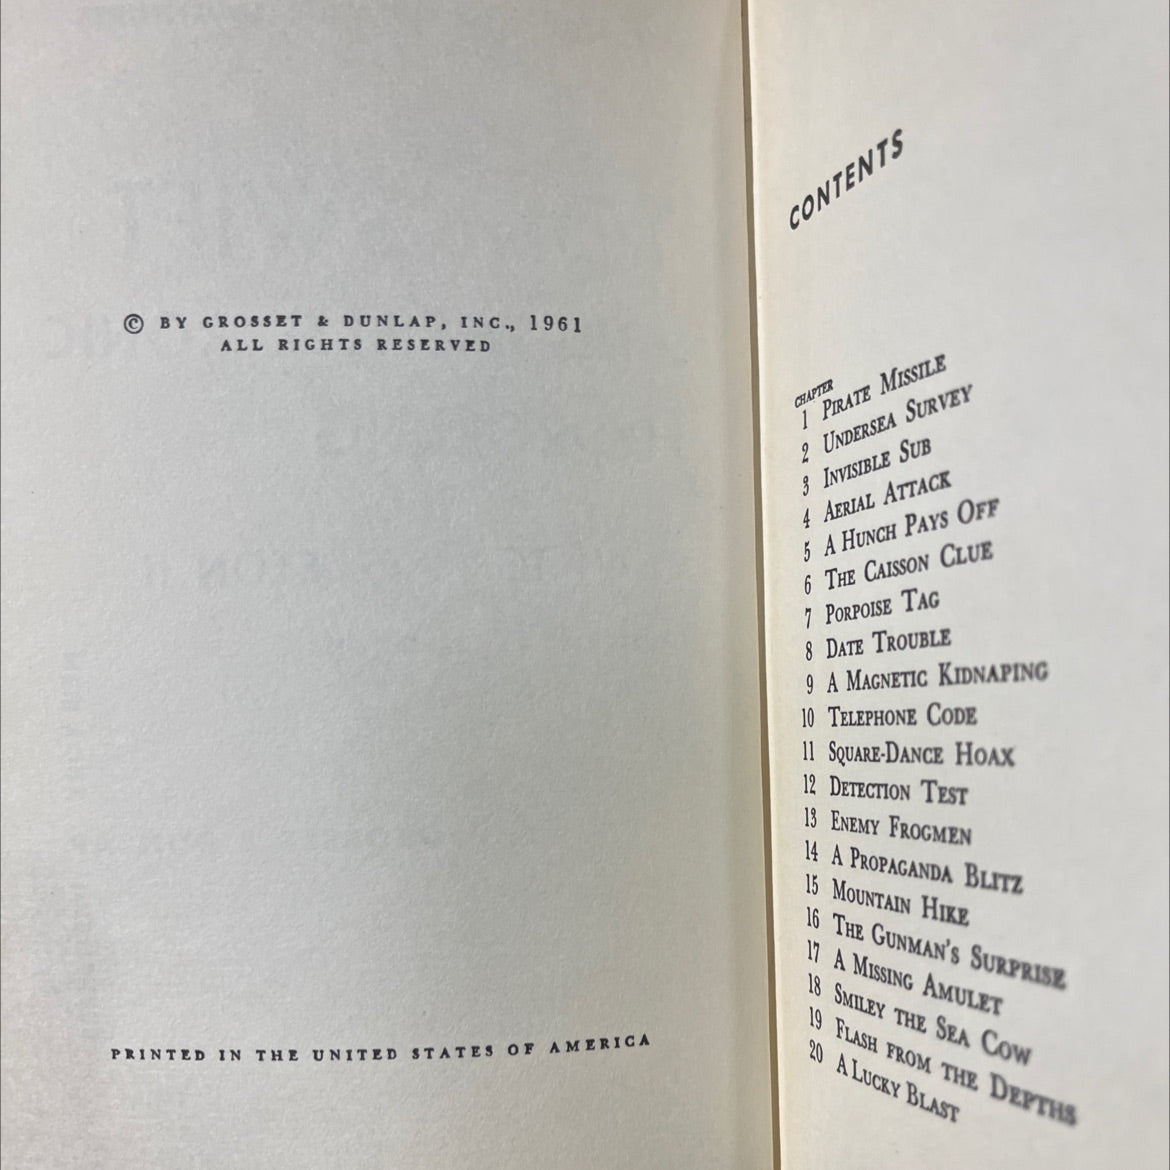 © BY GROSSET & DUNLAP, INC., 1961
ALL RIGHTS RESERVED
PRINTED IN THE UNITED STATES OF AMERICA
CONTENTS
CHAPTER
1 PIRATE MISSILE
2 UNDERSEA SURVEY
3 INVISIBLE SUB
4 AERIAL ATTACK
5 A HUNCH PAYS OFF
6 THE CAISSON CLUE
7 PORPOISE TAG
8 DATE TROUBLE
9 A MAGNETIC KIDNAPING
10 TELEPHONE CODE
11 SQUARE-DANCE HOAX
12 DETECTION TEST
13 ENEMY FROGMEN
14 A PROPAGANDA BLITZ
15 MOUNTAIN HIKE
16 THE GUNMAN'S SURPRISE
17 A MISSING AMULET
18 SMILEY THE SEA COW
19 FLASH FROM THE DEPTHS
20 A LUCKY BLAST